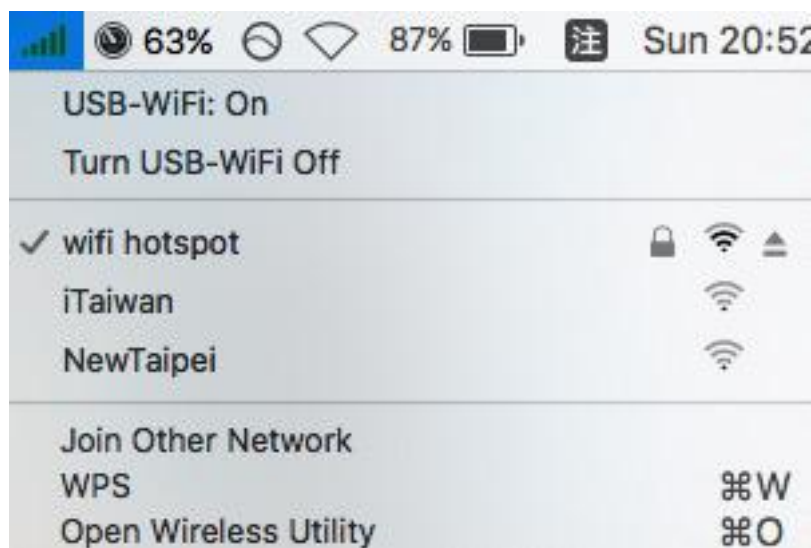 63% 87% 注 Sun 20:52
USB-WiFi: On
Turn USB-WiFi Off
wifi hotspot
iTaiwan
NewTaipei
Join Other Network
WPS ⌘W
Open Wireless Utility ⌘O